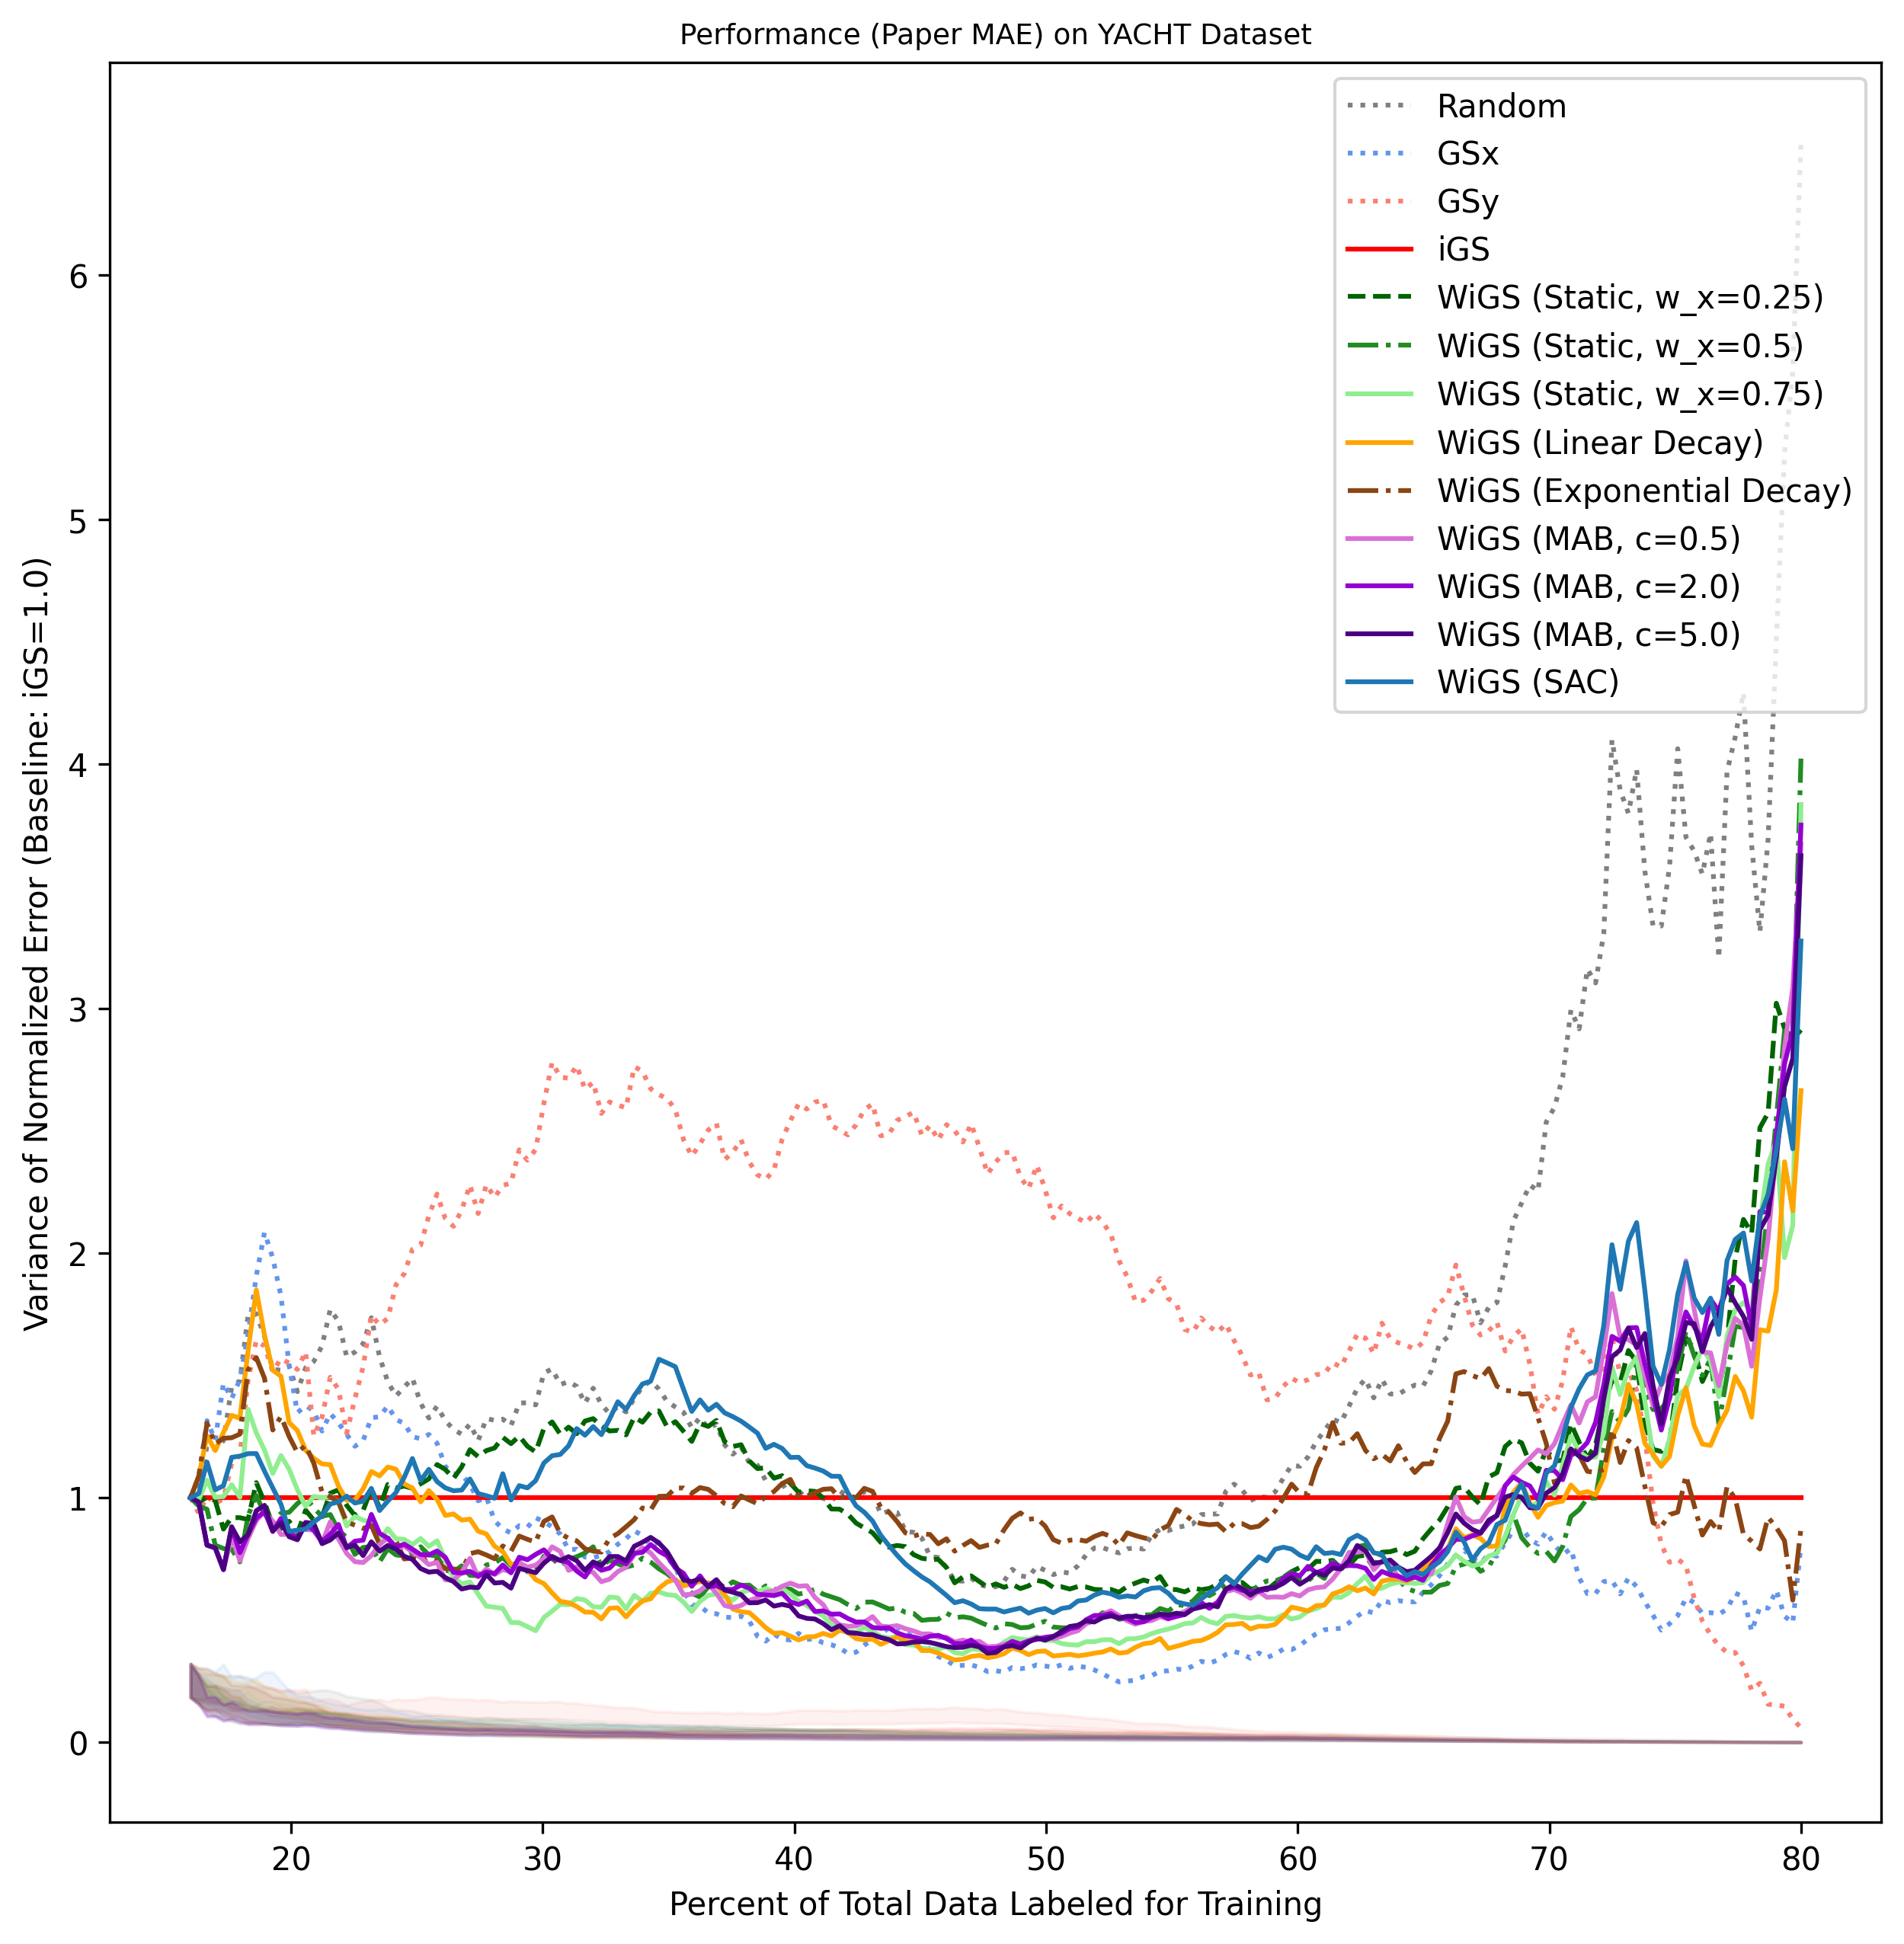 Performance (Paper MAE) on YACHT Dataset
Variance of Normalized Error (Baseline: iGS=1.0)
6
5
4
3
2
1
0
Random
GSx
GSy
iGS
WiGS (Static, w_x=0.25)
WiGS (Static, w_x=0.5)
WiGS (Static, w_x=0.75)
WiGS (Linear Decay)
WiGS (Exponential Decay)
WiGS (MAB, c=0.5)
WiGS (MAB, c=2.0)
WiGS (MAB, c=5.0)
WiGS (SAC)
20 30 40 50 60 70 80
Percent of Total Data Labeled for Training